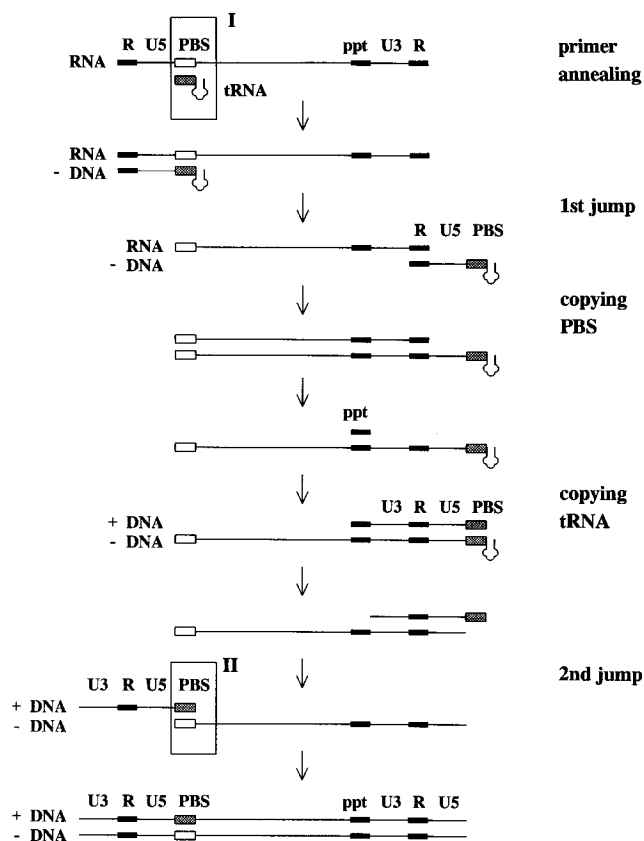 I
R U5 PBS ppt U3 R
RNA
tRNA
primer
annealing
RNA
- DNA
1st jump
R U5 PBS
RNA
- DNA
copying
PBS
ppt
U3 R U5 PBS
+ DNA
- DNA
copying
tRNA
II
2nd jump
U3 R U5 PBS
+ DNA
- DNA
U3 R U5 PBS ppt U3 R U5
+ DNA
- DNA